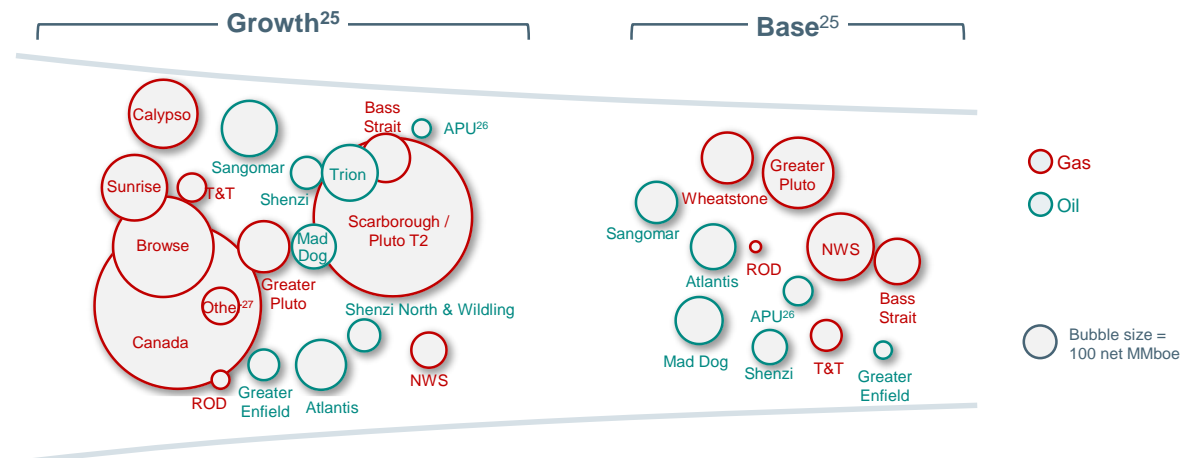 Growth25
Base25
Calypso
Sangomar
Bass
Strait
APU26
Sunrise
T&T
Shenzi
Trion
Scarborough /
Pluto T2
Browse
Mad
Dog
Greater
Pluto
Other27
Canada
Shenzi North & Wildling
ROD
Greater
Enfield
Atlantis
NWS
Wheatstone
Greater
Pluto
Sangomar
Atlantis
ROD
NWS
Bass
Strait
APU26
Mad Dog
Shenzi
T&T
Greater
Enfield
Gas
Oil
Bubble size =
100 net MMboe